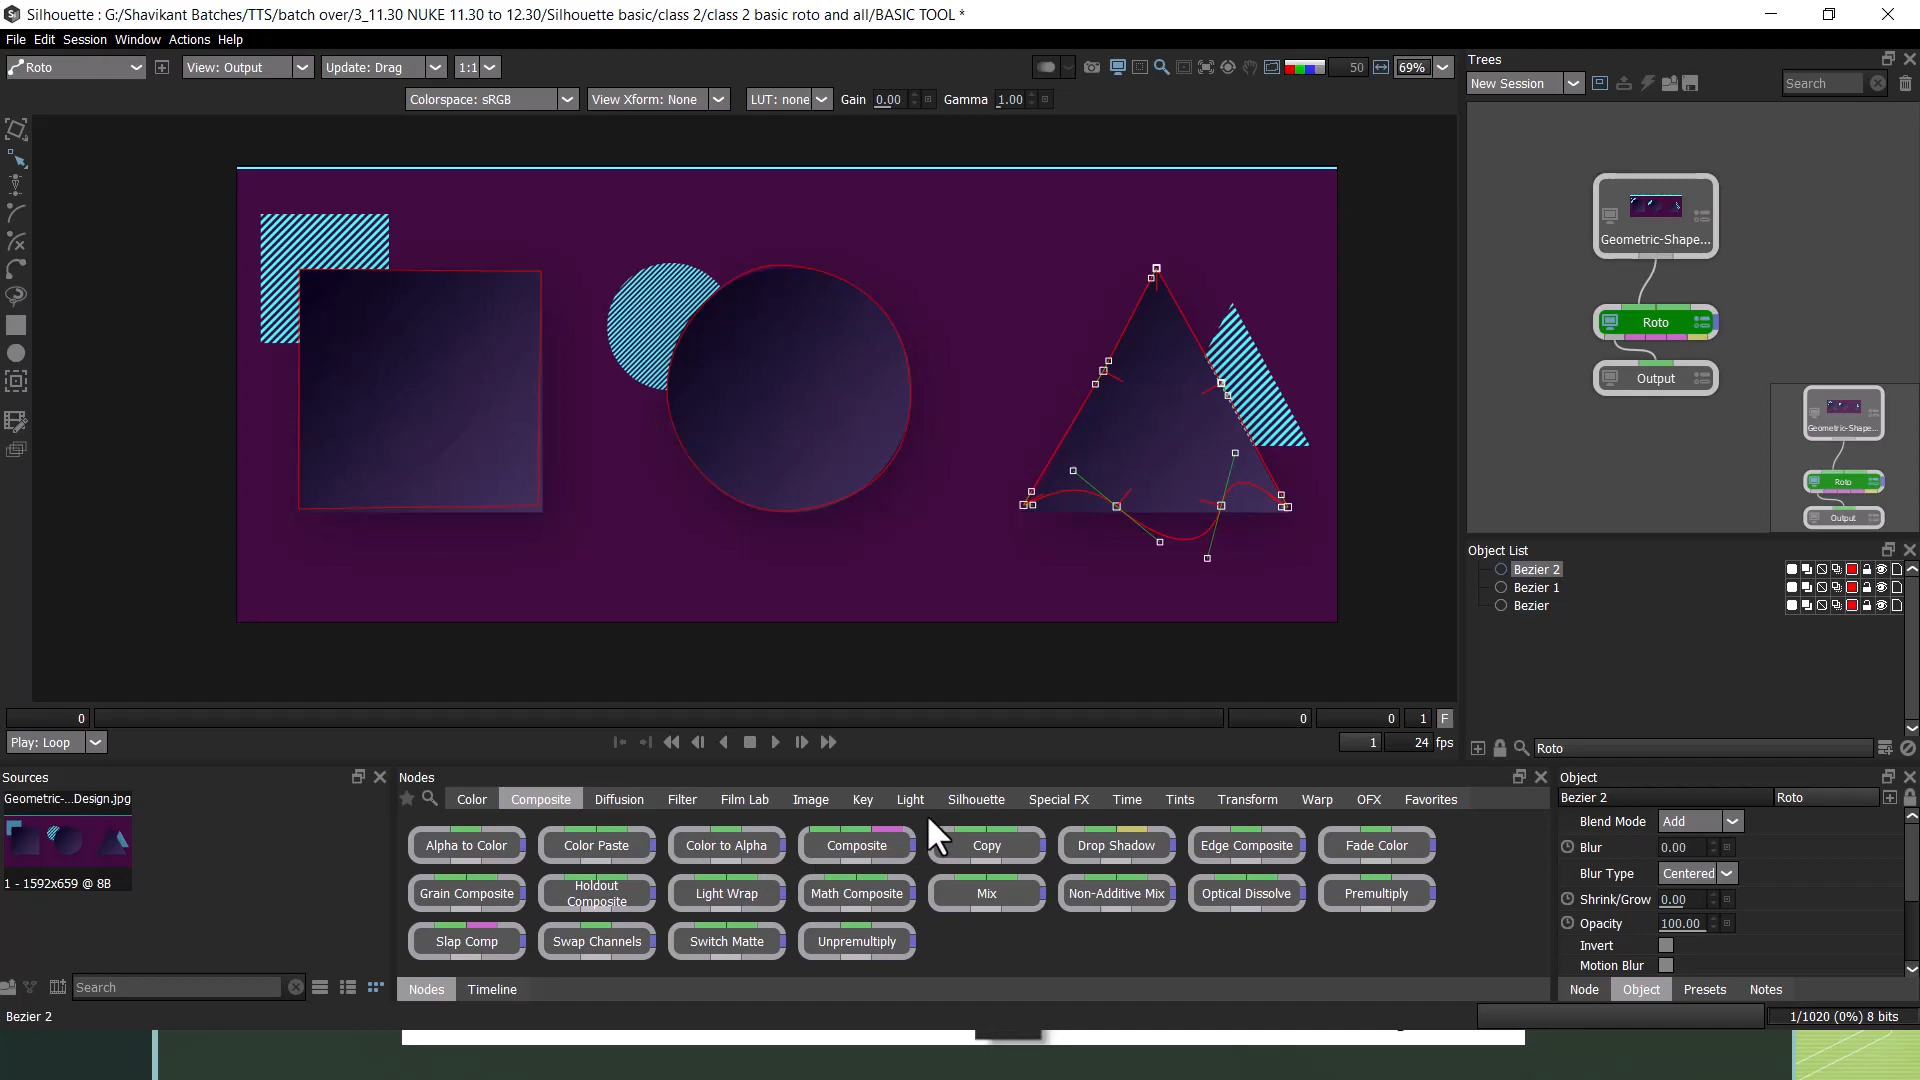 Silhouette : G:/Shavikant Batches/TTS/batch over/3_11.30 NUKE 11.30 to 12.30/Silhouette basic/class 2/class 2 basic roto and all/BASIC TOOL *
File Edit Session Window Actions Help
Roto View: Output Update: Drag 1:1 50 69%
Colorspace: sRGB View Xform: None LUT: none Gain 0.00 Gamma 1.00
Trees
New Session Search
Geometric-Shape...
Roto
Output
Geometric-Shape...
Roto
Output
Object List
Bezier 2
Bezier 1
Bezier
Roto
0 0 0 1 F
Play: Loop 1 24 fps
Sources
Geometric-...Design.jpg
1 - 1592x659 @ 8B
Search
Nodes
Color Composite Diffusion Filter Film Lab Image Key Light Silhouette Special FX Time Tints Transform Warp OFX Favorites
Alpha to Color Color Paste Color to Alpha Composite Copy Drop Shadow Edge Composite Fade Color
Grain Composite Holdout Composite Light Wrap Math Composite Mix Non-Additive Mix Optical Dissolve Premultiply
Slap Comp Swap Channels Switch Matte Unpremultiply
Nodes Timeline
Object
Bezier 2 Roto
Blend Mode Add
Blur 0.00
Blur Type Centered
Shrink/Grow 0.00
Opacity 100.00
Invert
Motion Blur
Node Object Presets Notes
Bezier 2
1/1020 (0%) 8 bits